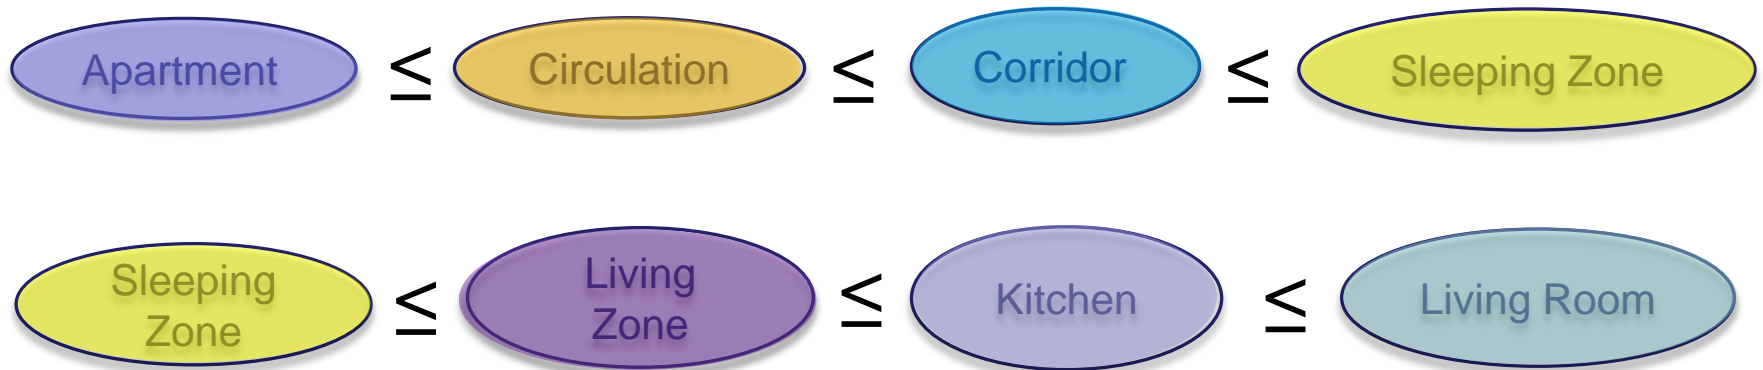 Apartment ≤ Circulation ≤ Corridor ≤ Sleeping Zone
Sleeping Zone ≤ Living Zone ≤ Kitchen ≤ Living Room